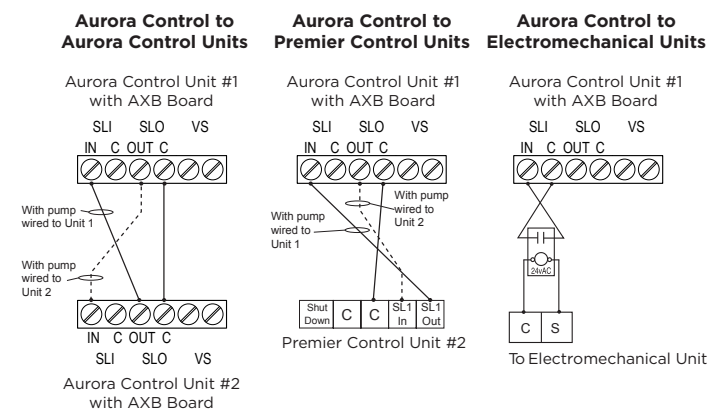 Aurora Control to
Aurora Control Units
Aurora Control Unit #1
with AXB Board
SLI SLO VS
IN C OUT C
With pump
wired to Unit 1
With pump
wired to
Unit 2
IN C OUT C
SLI SLO VS
Aurora Control Unit #2
with AXB Board
Aurora Control to
Premier Control Units
Aurora Control Unit #1
with AXB Board
SLI SLO VS
IN C OUT C
With pump
wired to
Unit 2
With pump
wired to
Unit 1
Shut
Down
C
C
SL1
In
SL1
Out
Premier Control Unit #2
Aurora Control to
Electromechanical Units
Aurora Control Unit #1
with AXB Board
SLI SLO VS
IN C OUT C
24vAC
C S
To Electromechanical Unit